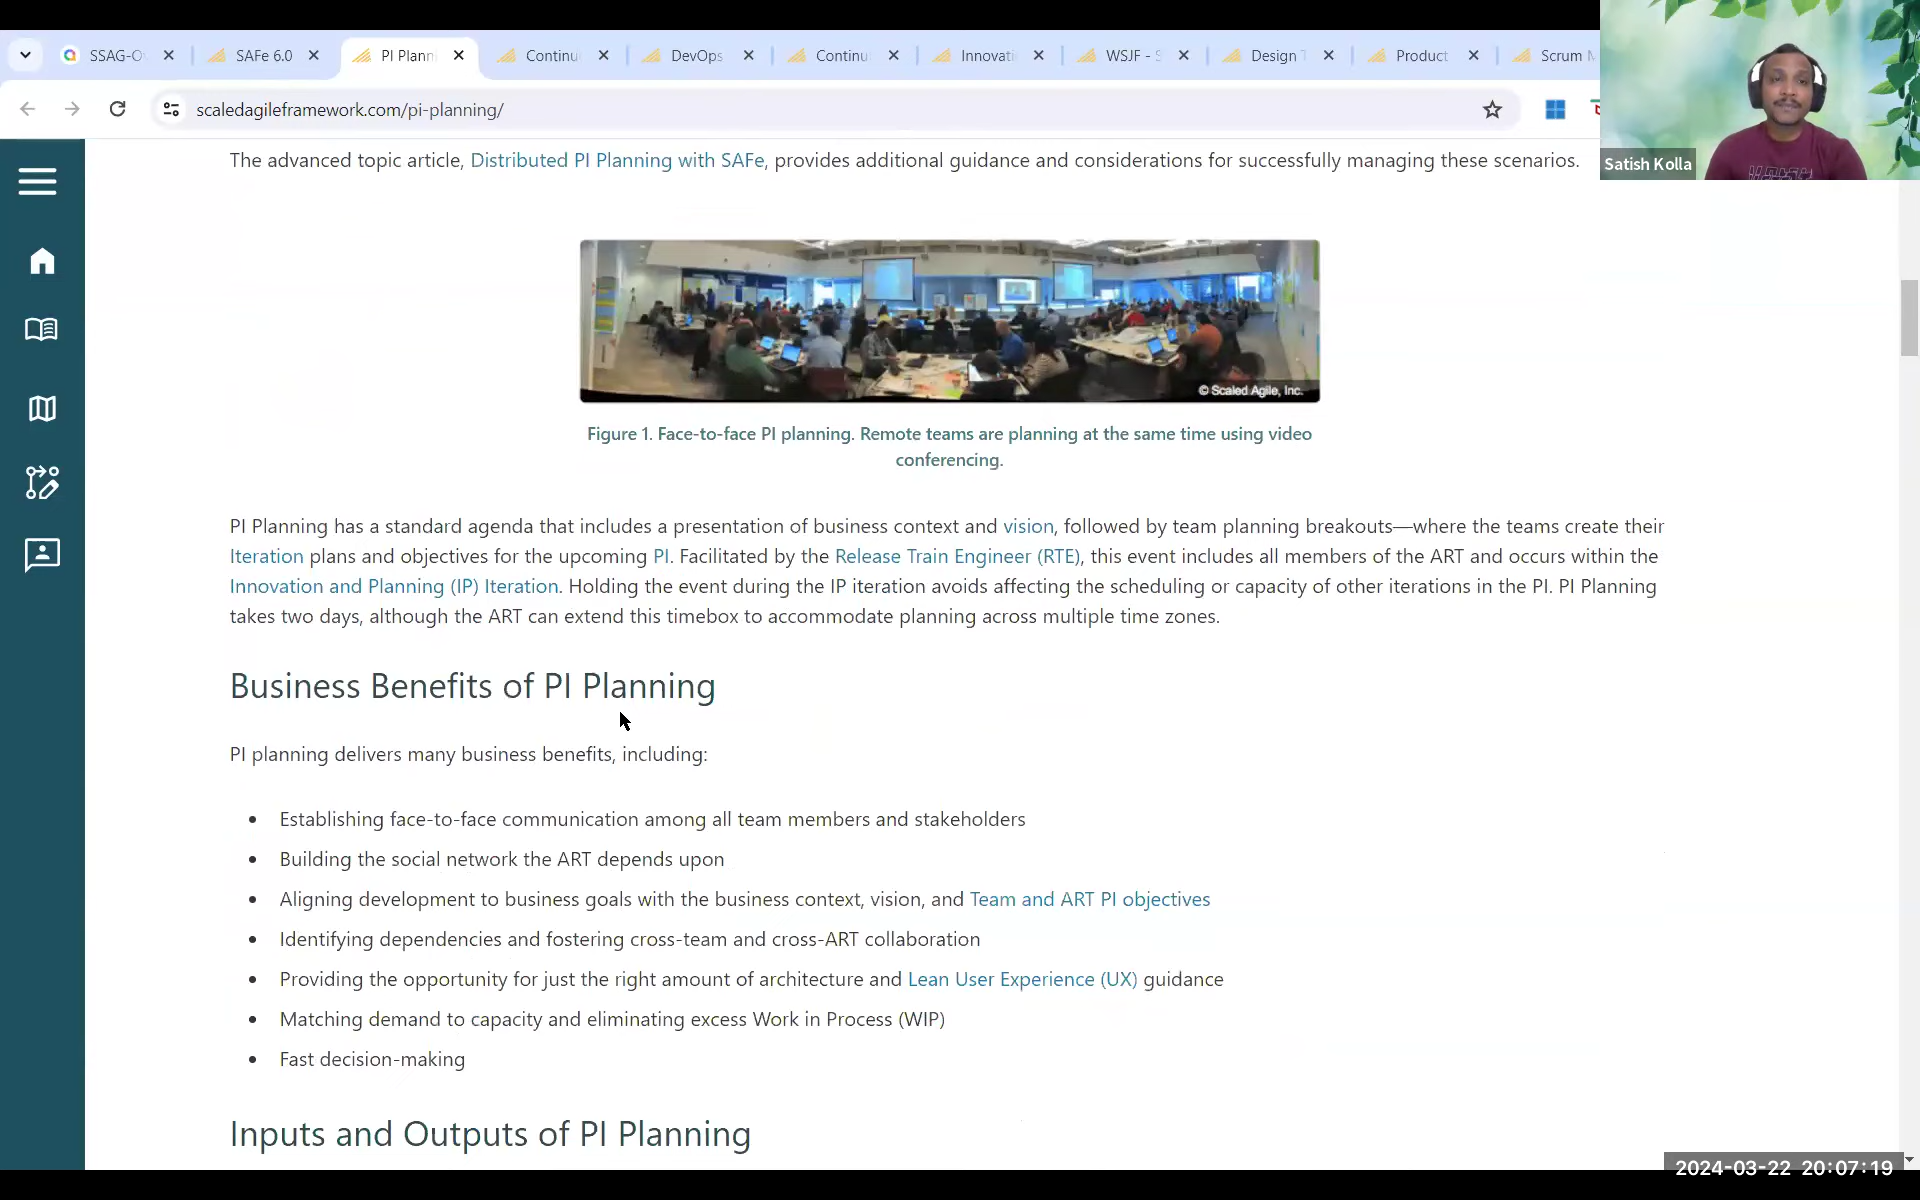 SSAG-O
SAFe 6.0
PI Plann
Continu
DevOps
Continu
Innovati
WSJF - S
Design T
Product
Scrum M
scaledagileframework.com/pi-planning/
Satish Kolla
The advanced topic article, Distributed PI Planning with SAFe, provides additional guidance and considerations for successfully managing these scenarios.
© Scaled Agile, Inc.
Figure 1. Face-to-face PI planning. Remote teams are planning at the same time using video
conferencing.
PI Planning has a standard agenda that includes a presentation of business context and vision, followed by team planning breakouts—where the teams create their
Iteration plans and objectives for the upcoming PI. Facilitated by the Release Train Engineer (RTE), this event includes all members of the ART and occurs within the
Innovation and Planning (IP) Iteration. Holding the event during the IP iteration avoids affecting the scheduling or capacity of other iterations in the PI. PI Planning
takes two days, although the ART can extend this timebox to accommodate planning across multiple time zones.
Business Benefits of PI Planning
PI planning delivers many business benefits, including:
• Establishing face-to-face communication among all team members and stakeholders
• Building the social network the ART depends upon
• Aligning development to business goals with the business context, vision, and Team and ART PI objectives
• Identifying dependencies and fostering cross-team and cross-ART collaboration
• Providing the opportunity for just the right amount of architecture and Lean User Experience (UX) guidance
• Matching demand to capacity and eliminating excess Work in Process (WIP)
• Fast decision-making
Inputs and Outputs of PI Planning
2024-03-22 20:07:19